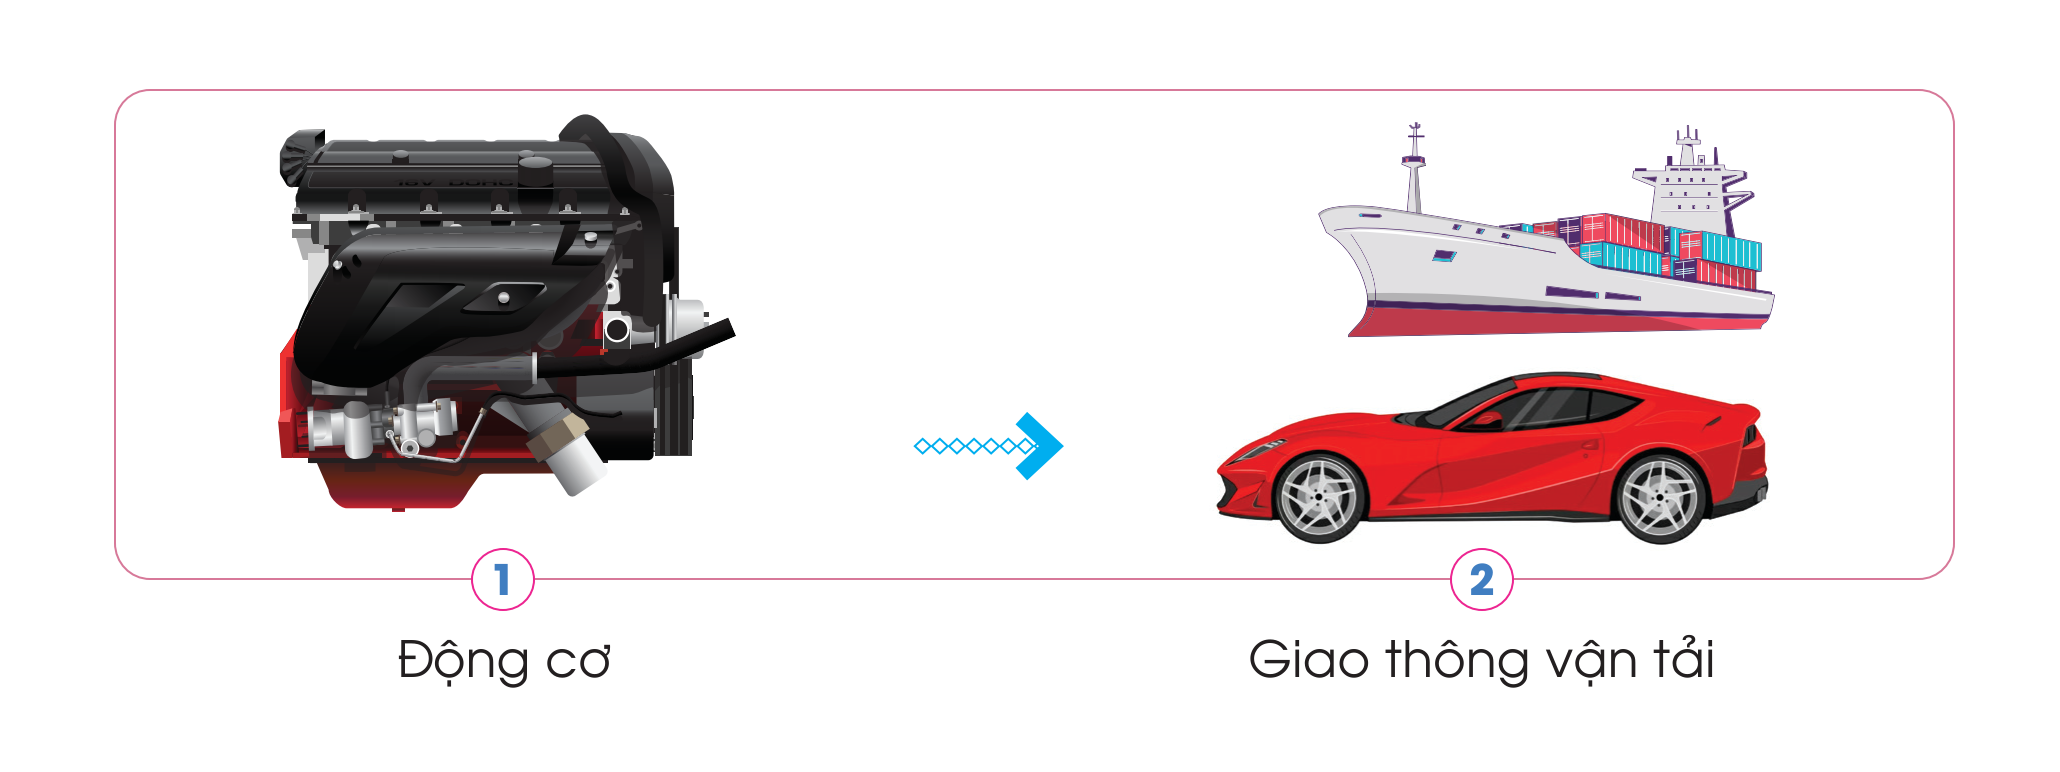 1
2
Động cơ
Giao thông vận tải